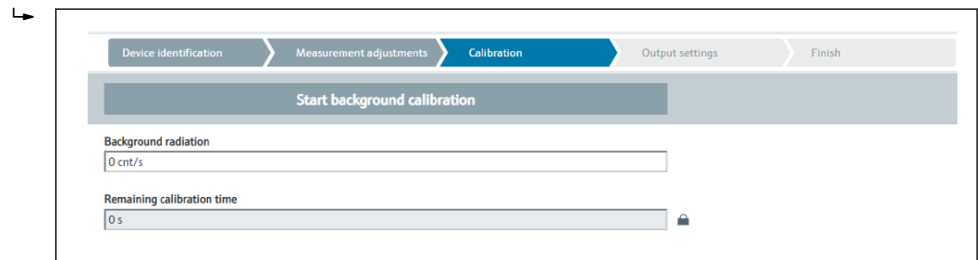 Device identification Measurement adjustments Calibration Output settings Finish
Start background calibration
Background radiation
0 cnt/s
Remaining calibration time
0 s